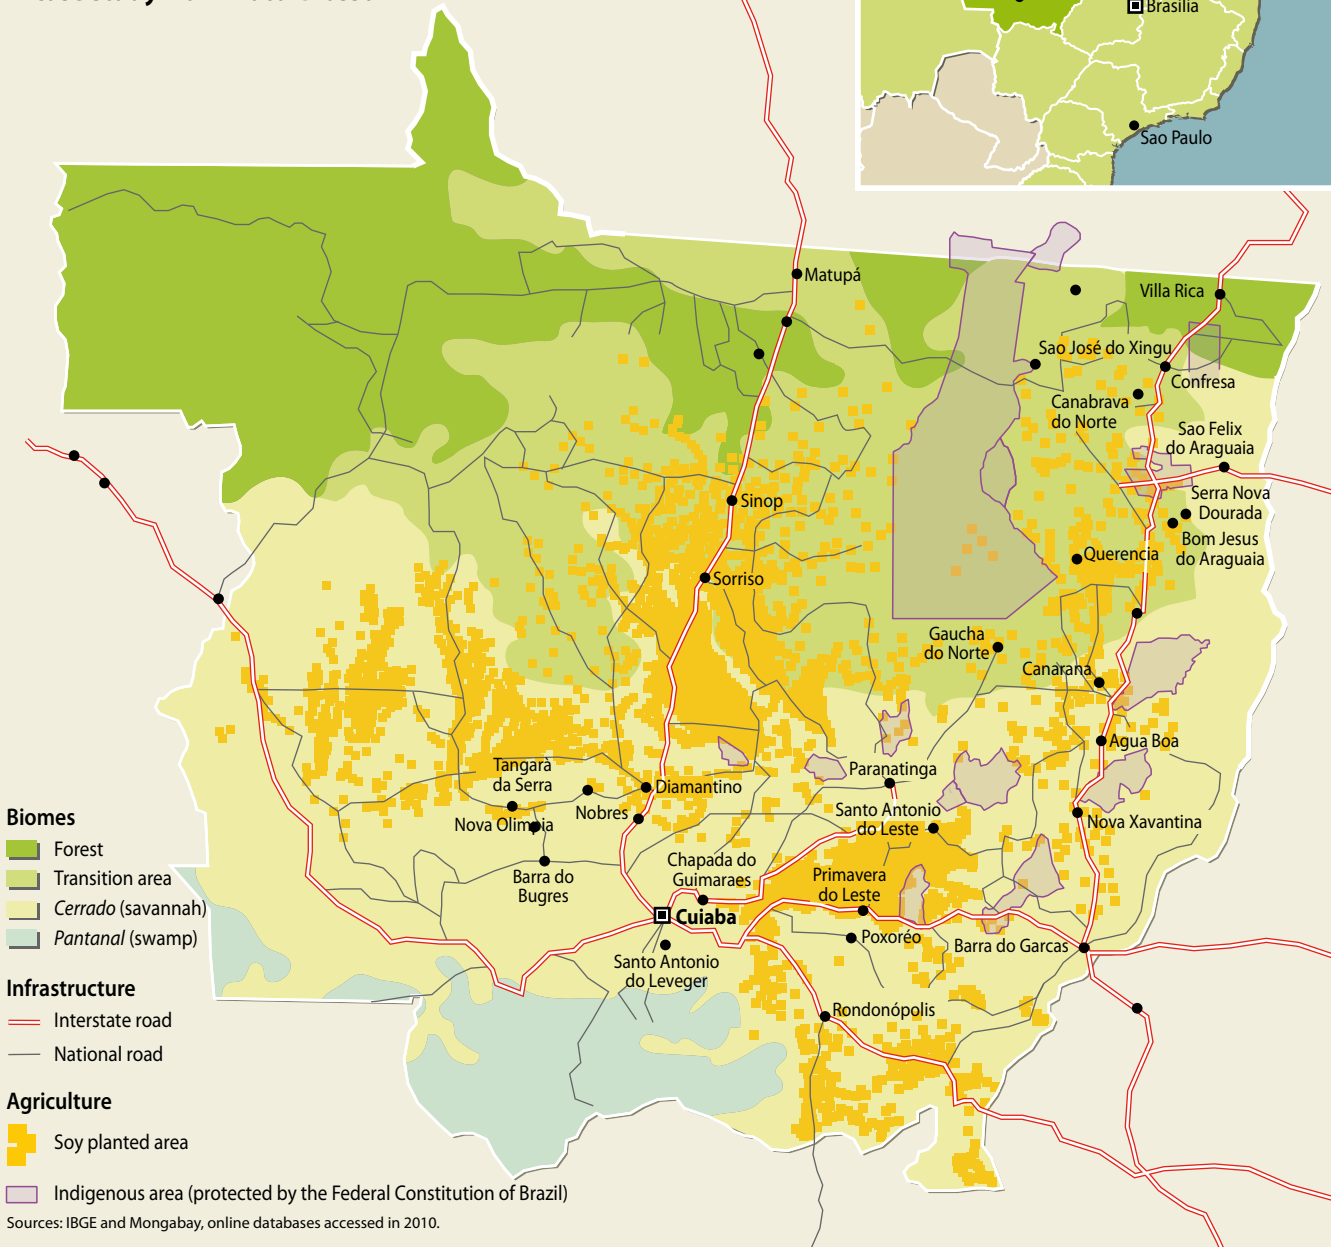 Brasilia
Sao Paulo
Matupá
Villa Rica
Sao José do Xingu
Confresa
Canabrava
do Norte
Sao Felix
do Araguaia
Serra Nova
Dourada
Sinop
Bom Jesus
do Araguaia
Querencia
Sorriso
Gaucha
do Norte
Canarana
Agua Boa
Tangarà
da Serra
Paranatinga
Diamantino
Nobres
Nova Olimpia
Santo Antonio
do Leste
Nova Xavantina
Chapada do
Guimaraes
Primavera
do Leste
Barra do
Bugres
Cuiaba
Poxoréo
Barra do Garcas
Santo Antonio
do Leveger
Rondonópolis
Biomes
Forest
Transition area
Cerrado (savannah)
Pantanal (swamp)
Infrastructure
Interstate road
National road
Agriculture
Soy planted area
Indigenous area (protected by the Federal Constitution of Brazil)
Sources: IBGE and Mongabay, online databases accessed in 2010.